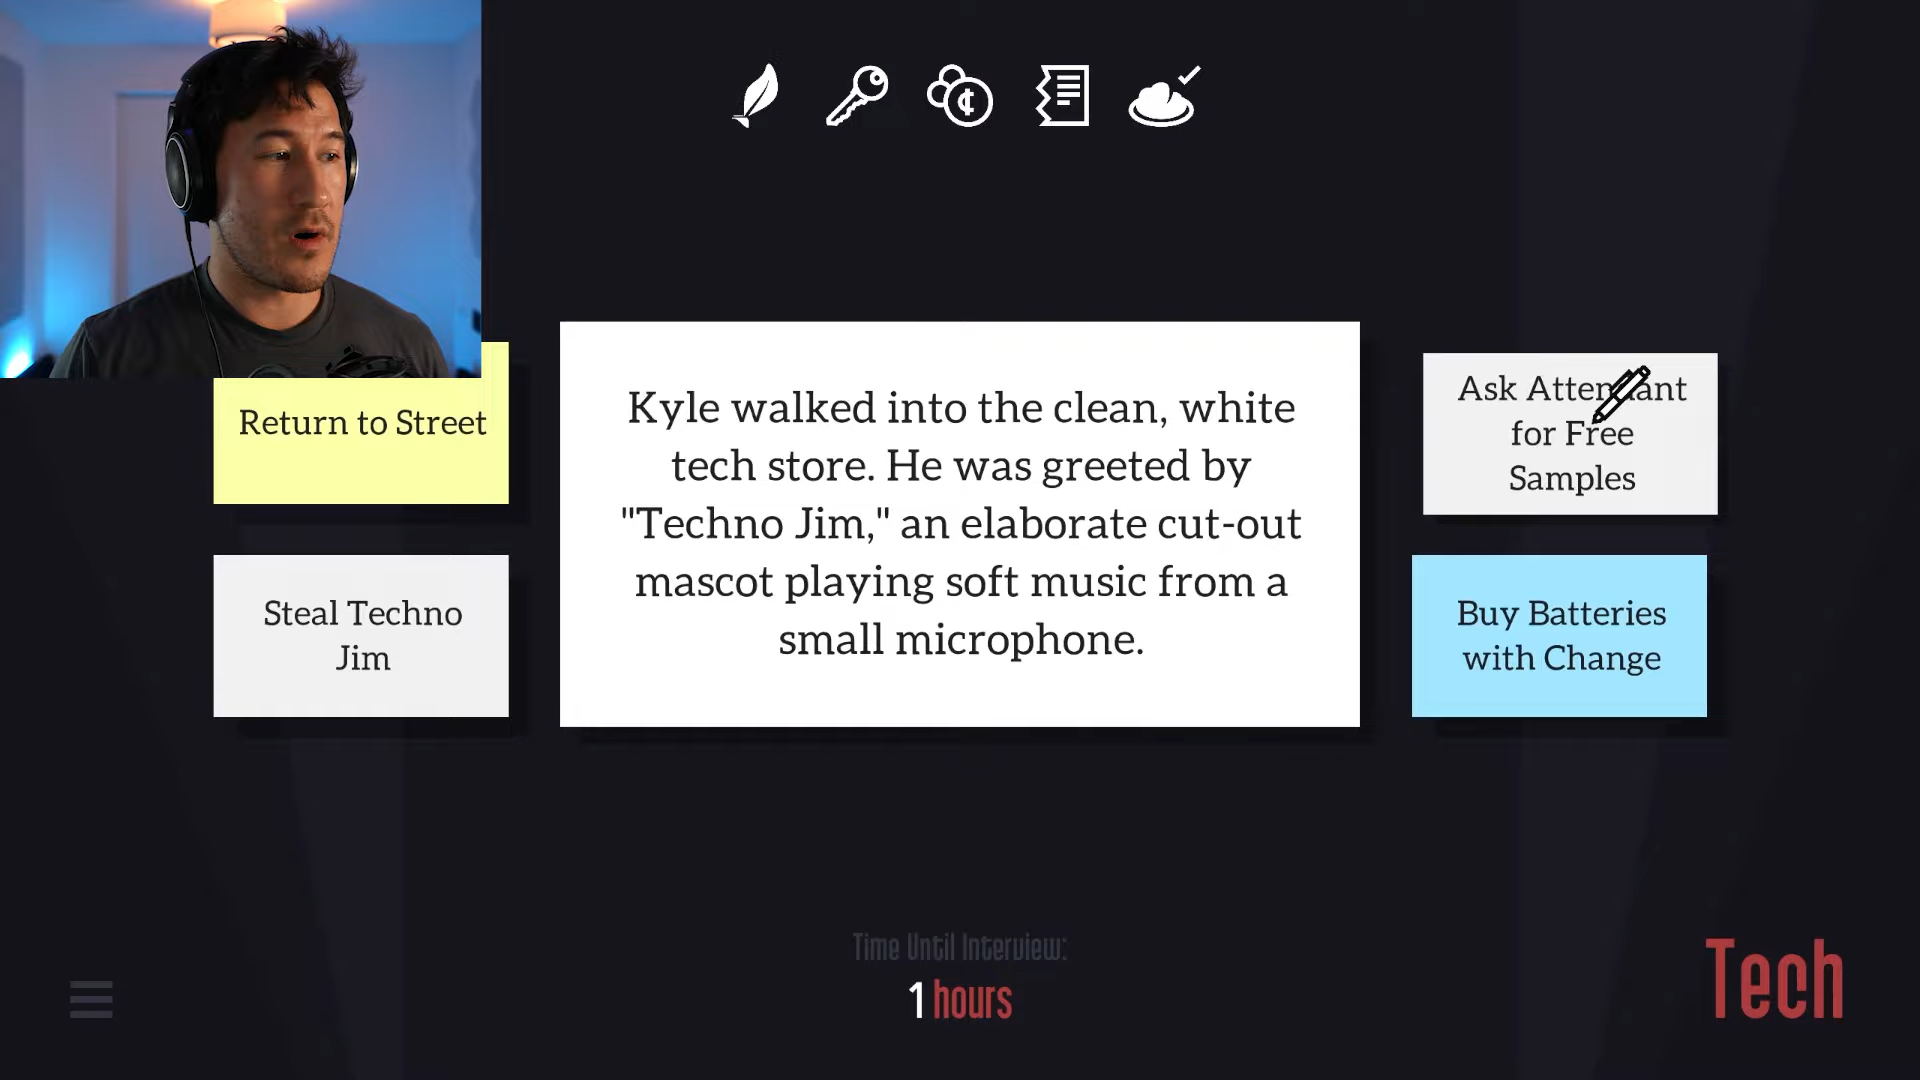 Return to Street
Steal Techno
Jim
Kyle walked into the clean, white
tech store. He was greeted by
"Techno Jim," an elaborate cut-out
mascot playing soft music from a
small microphone.
Ask Attendant
for Free
Samples
Buy Batteries
with Change
Time Until Interview:
1 hours
Tech